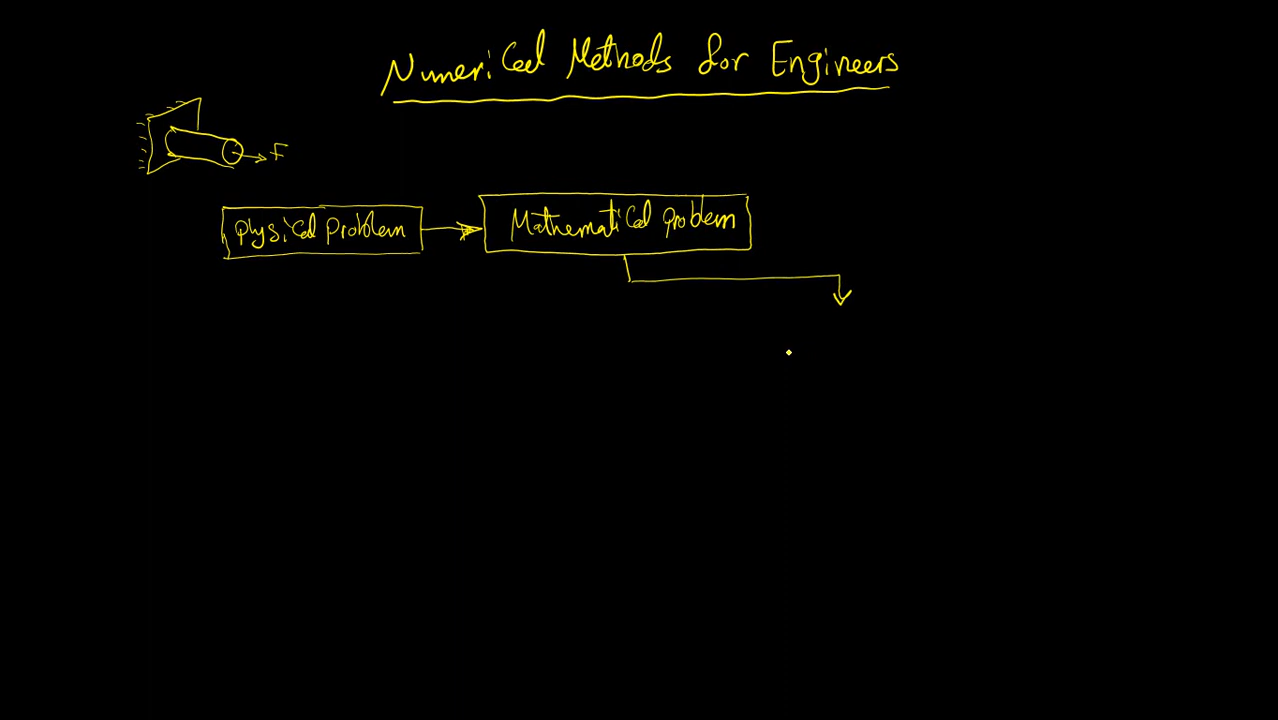 Numerical Methods for Engineers
F
Physical Problem
Mathematical problem